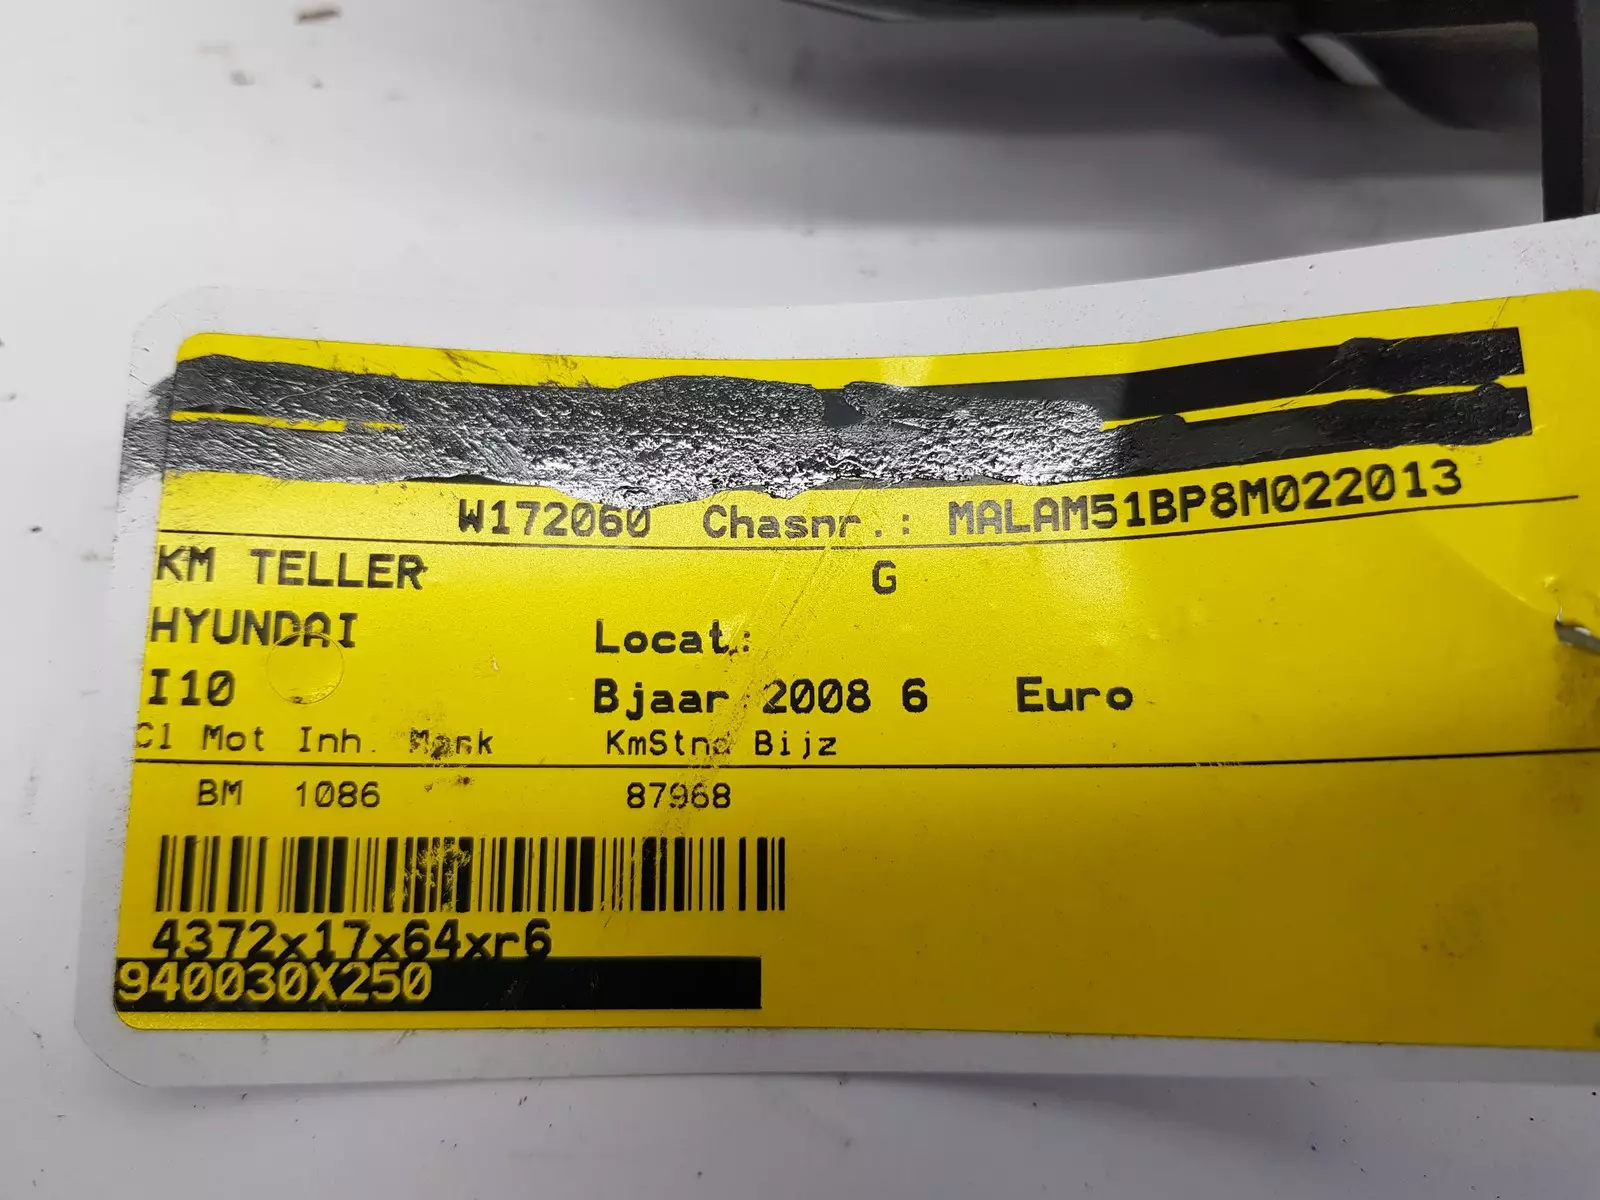 W172060 Chasnr.: MALAM51BP8M022013
KM TELLER G
HYUNDAI Locat.:
I10 Bjaar 2008 6 Euro
Cl Mot Inh. Mark KmStnd Bijz
BM 1086 87968
4372x17x64xr6
940030X250